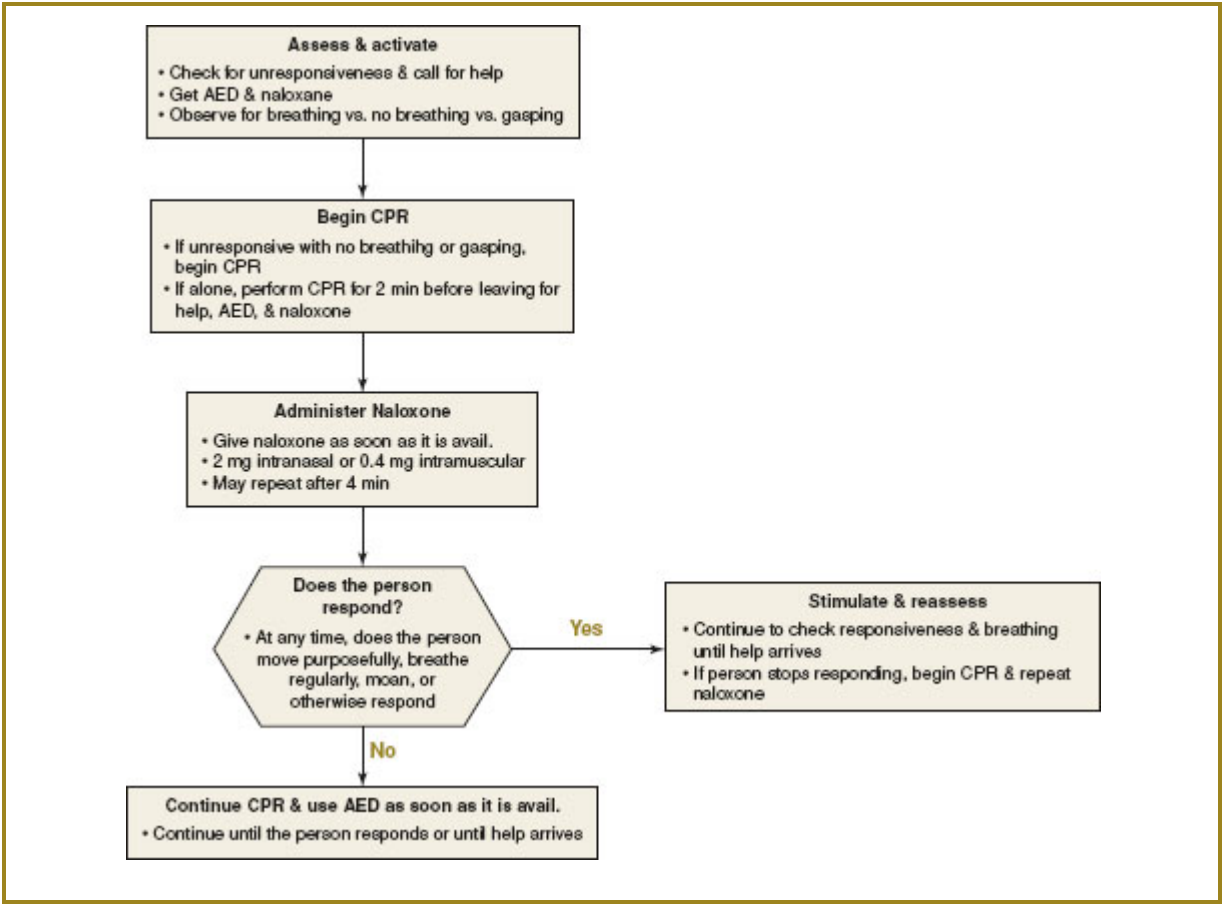 Assess & activate
• Check for unresponsiveness & call for help
• Get AED & naloxane
• Observe for breathing vs. no breathing vs. gasping
Begin CPR
• If unresponsive with no breathihg or gasping,
begin CPR
• If alone, perform CPR for 2 min before leaving for
help, AED, & naloxone
Administer Naloxone
• Give naloxone as soon as it is avail.
• 2 mg intranasal or 0.4 mg intramuscular
• May repeat after 4 min
Does the person
respond?
• At any time, does the person
move purposefully, breathe
regularly, moan, or
otherwise respond
Yes
Stimulate & reassess
• Continue to check responsiveness & breathing
until help arrives
• If person stops responding, begin CPR & repeat
naloxone
No
Continue CPR & use AED as soon as it is avail.
• Continue until the person responds or until help arrives